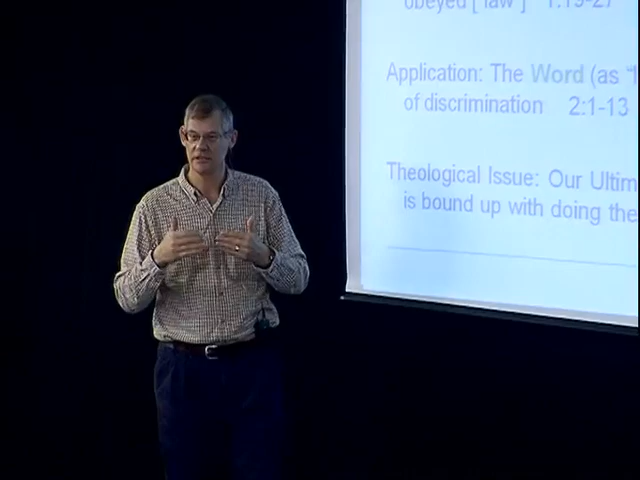 obeyed [ law ] 1:19-27
Application: The Word (as "l
of discrimination 2:1-13
Theological Issue: Our Ultim
is bound up with doing the